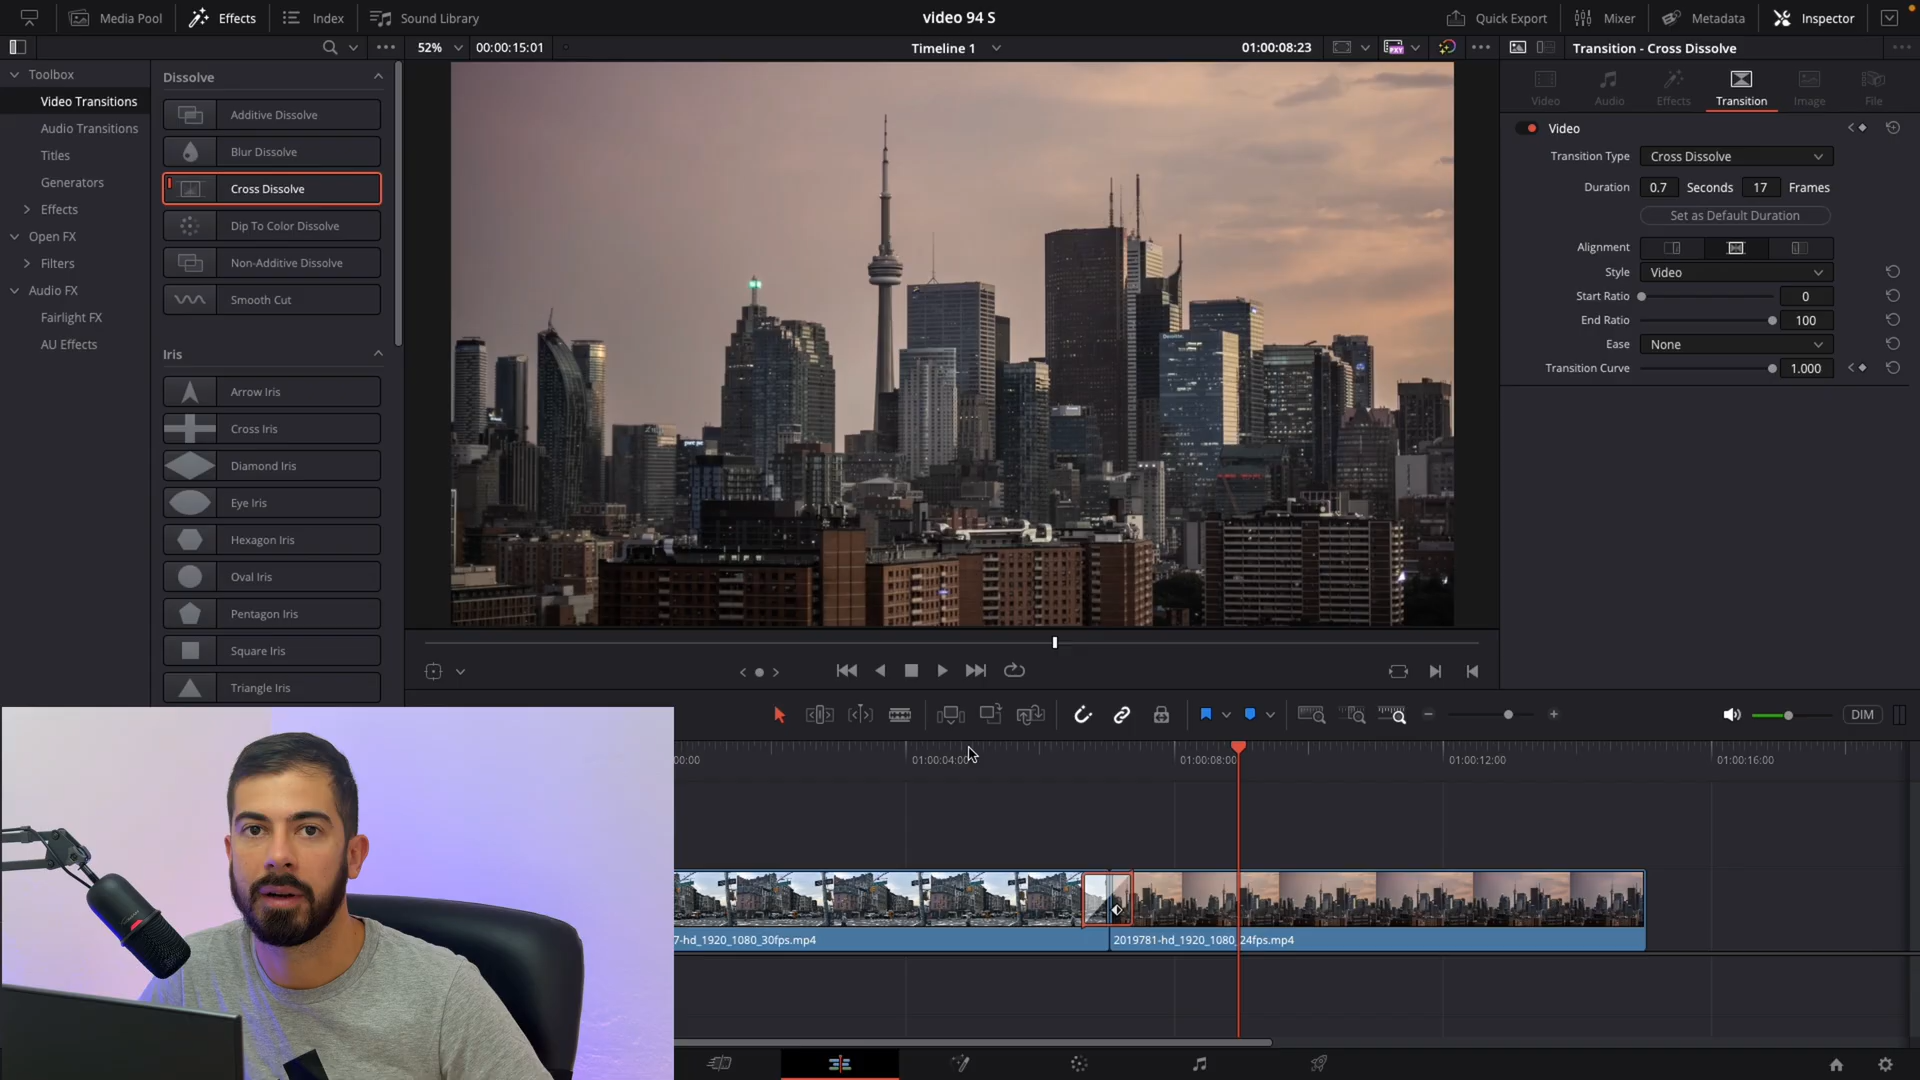 Media Pool
Effects
Index
Sound Library
video 94 S
Quick Export
Mixer
Metadata
Inspector
52%
00:00:15:01
Timeline 1
01:00:08:23
Transition - Cross Dissolve
Toolbox
Video Transitions
Audio Transitions
Titles
Generators
Effects
Open FX
Filters
Audio FX
Fairlight FX
AU Effects
Dissolve
Additive Dissolve
Blur Dissolve
Cross Dissolve
Dip To Color Dissolve
Non-Additive Dissolve
Smooth Cut
Iris
Arrow Iris
Cross Iris
Diamond Iris
Eye Iris
Hexagon Iris
Oval Iris
Pentagon Iris
Square Iris
Triangle Iris
Video
Audio
Effects
Transition
Image
File
Video
Transition Type Cross Dissolve
Duration 0.7 Seconds 17 Frames
Set as Default Duration
Alignment
Style Video
Start Ratio 0
End Ratio 100
Ease None
Transition Curve 1.000
DIM
00:00
01:00:04:00
01:00:08:00
01:00:12:00
01:00:16:00
7-hd_1920_1080_30fps.mp4
2019781-hd_1920_1080_24fps.mp4